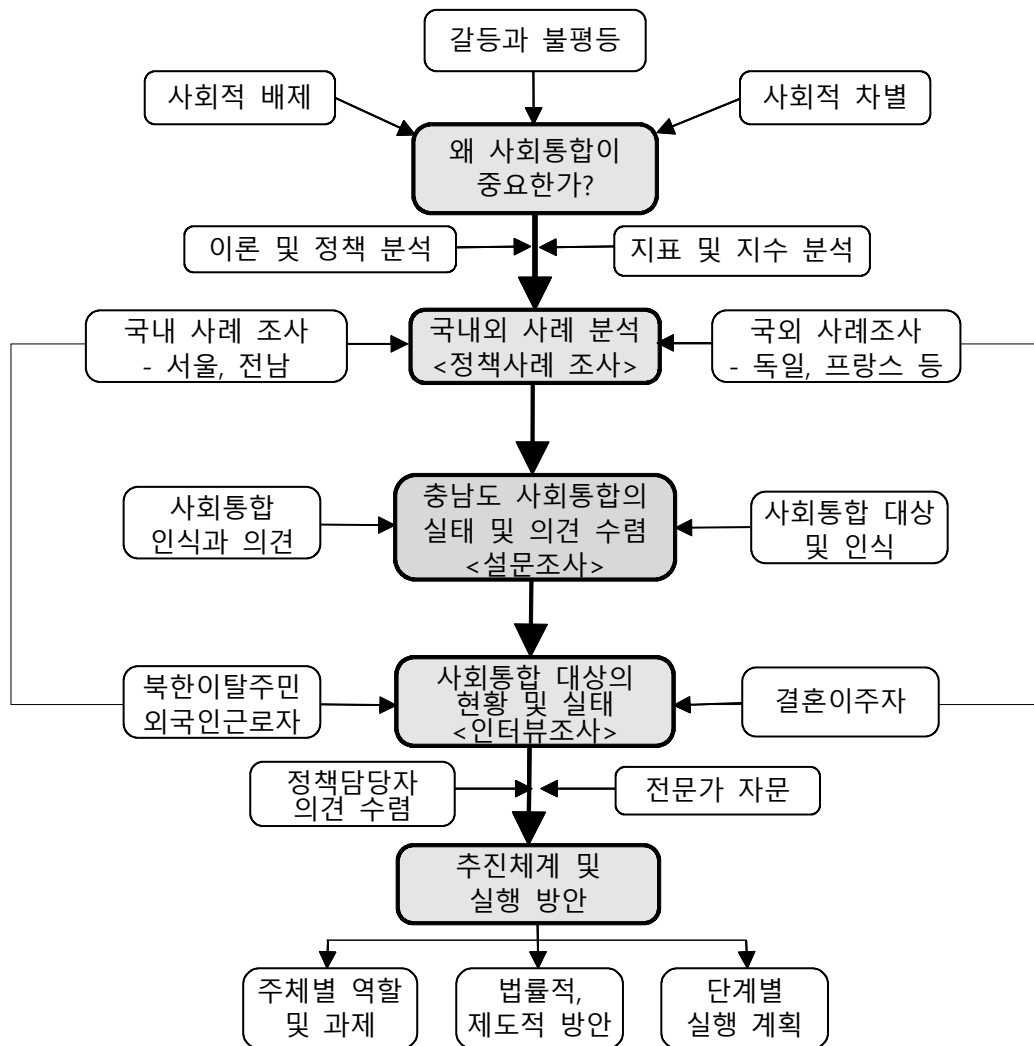 갈등과 불평등
사회적 배제
사회적 차별
왜 사회통합이
중요한가?
이론 및 정책 분석
지표 및 지수 분석
국내 사례 조사
- 서울, 전남
국내외 사례 분석
<정책사례 조사>
국외 사례조사
- 독일, 프랑스 등
사회통합
인식과 의견
충남도 사회통합의
실태 및 의견 수렴
<설문조사>
사회통합 대상
및 인식
북한이탈주민
외국인근로자
사회통합 대상의
현황 및 실태
<인터뷰조사>
결혼이주자
정책담당자
의견 수렴
전문가 자문
추진체계 및
실행 방안
주체별 역할
및 과제
법률적,
제도적 방안
단계별
실행 계획